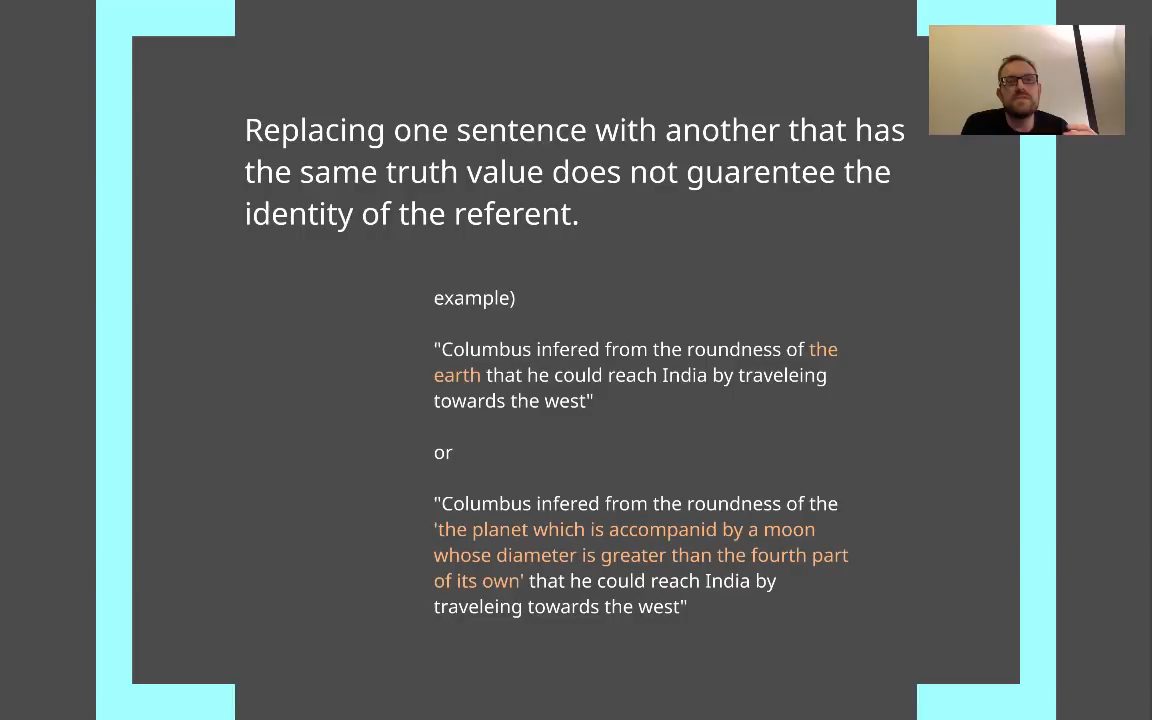 Replacing one sentence with another that has
the same truth value does not guarentee the
identity of the referent.
example)
"Columbus infered from the roundness of the
earth that he could reach India by traveleing
towards the west"
or
"Columbus infered from the roundness of the
'the planet which is accompanid by a moon
whose diameter is greater than the fourth part
of its own' that he could reach India by
traveleing towards the west"